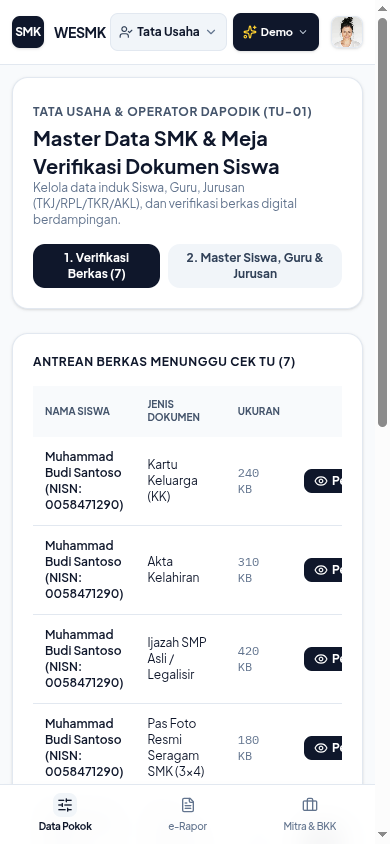 SMK WESMK Tata Usaha Demo
TATA USAHA & OPERATOR DAPODIK (TU-01)
Master Data SMK & Meja
Verifikasi Dokumen Siswa
Kelola data induk Siswa, Guru, Jurusan
(TKJ/RPL/TKR/AKL), dan verifikasi berkas digital
berdampingan.
1. Verifikasi
Berkas (7)
2. Master Siswa, Guru &
Jurusan
ANTREAN BERKAS MENUNGGU CEK TU (7)
NAMA SISWA
JENIS
DOKUMEN
UKURAN
Muhammad
Budi Santoso
(NISN:
0058471290)
Kartu
Keluarga
(KK)
240
KB
Muhammad
Budi Santoso
(NISN:
0058471290)
Akta
Kelahiran
310
KB
Muhammad
Budi Santoso
(NISN:
0058471290)
Ijazah SMP
Asli /
Legalisir
420
KB
Muhammad
Budi Santoso
(NISN:
0058471290)
Pas Foto
Resmi
Seragam
SMK (3x4)
180
KB
Data Pokok
e-Rapor
Mitra & BKK